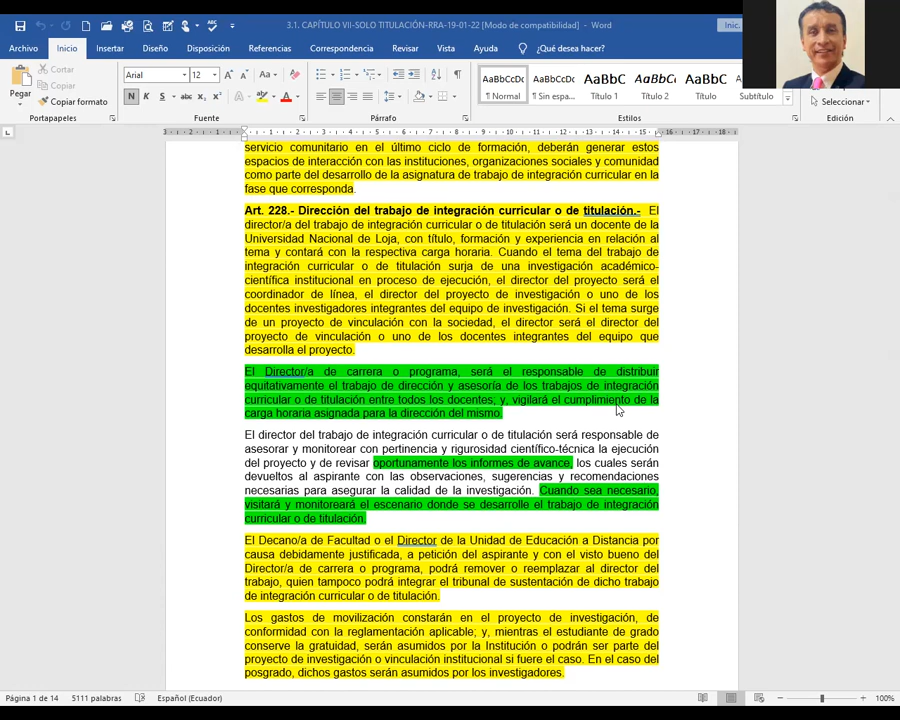 3.1. CAPÍTULO VII-SOLO TITULACIÓN-RRA-19-01-22 [Modo de compatibilidad] - Word
Inic.
Archivo Inicio Insertar Diseño Disposición Referencias Correspondencia Revisar Vista Ayuda ¿Qué desea hacer?
Pegar
Cortar
Copiar
Copiar formato
Portapapeles
Arial 12
N K S abc x₂ x²
Fuente
Párrafo
AaBbCcDc AaBbCcDc AaBbC AaBbCc AaBbC
¶ Normal ¶ Sin espa... Título 1 Título 2 Título Subtítulo
Estilos
Seleccionar
Edición
servicio comunitario en el último ciclo de formación, deberán generar estos
espacios de interacción con las instituciones, organizaciones sociales y comunidad
como parte del desarrollo de la asignatura de trabajo de integración curricular en la
fase que corresponda.
Art. 228.- Dirección del trabajo de integración curricular o de titulación.- El
director/a del trabajo de integración curricular o de titulación será un docente de la
Universidad Nacional de Loja, con título, formación y experiencia en relación al
tema y contará con la respectiva carga horaria. Cuando el tema del trabajo de
integración curricular o de titulación surja de una investigación académico-
científica institucional en proceso de ejecución, el director del proyecto será el
coordinador de línea, el director del proyecto de investigación o uno de los
docentes investigadores integrantes del equipo de investigación. Si el tema surge
de un proyecto de vinculación con la sociedad, el director será el director del
proyecto de vinculación o uno de los docentes integrantes del equipo que
desarrolla el proyecto.
El Director/a de carrera o programa, será el responsable de distribuir
equitativamente el trabajo de dirección y asesoría de los trabajos de integración
curricular o de titulación entre todos los docentes; y, vigilará el cumplimiento de la
carga horaria asignada para la dirección del mismo.
El director del trabajo de integración curricular o de titulación será responsable de
asesorar y monitorear con pertinencia y rigurosidad científico-técnica la ejecución
del proyecto y de revisar oportunamente los informes de avance, los cuales serán
devueltos al aspirante con las observaciones, sugerencias y recomendaciones
necesarias para asegurar la calidad de la investigación. Cuando sea necesario,
visitará y monitoreará el escenario donde se desarrolle el trabajo de integración
curricular o de titulación.
El Decano/a de Facultad o el Director de la Unidad de Educación a Distancia por
causa debidamente justificada, a petición del aspirante y con el visto bueno del
Director/a de carrera o programa, podrá remover o reemplazar al director del
trabajo, quien tampoco podrá integrar el tribunal de sustentación de dicho trabajo
de integración curricular o de titulación.
Los gastos de movilización constarán en el proyecto de investigación, de
conformidad con la reglamentación aplicable; y, mientras el estudiante de grado
conserve la gratuidad, serán asumidos por la Institución o podrán ser parte del
proyecto de investigación o vinculación institucional si fuere el caso. En el caso del
posgrado, dichos gastos serán asumidos por los investigadores.
Página 1 de 14 5111 palabras Español (Ecuador) 100%